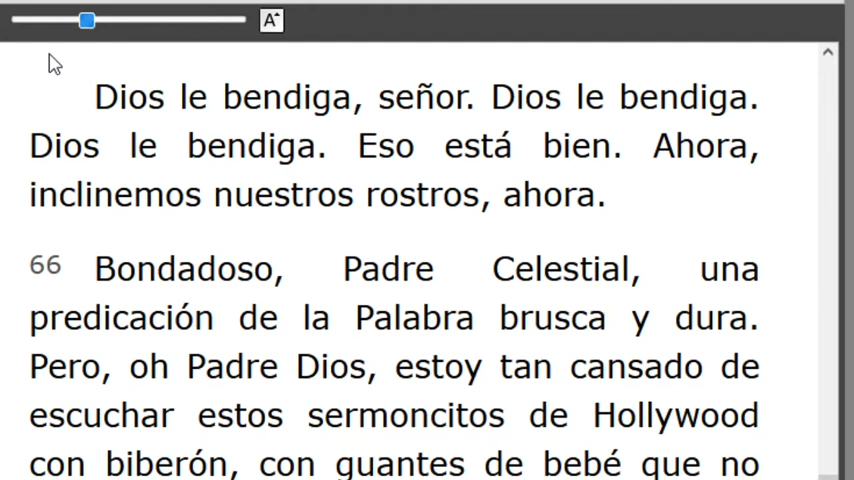 A
Dios le bendiga, señor. Dios le bendiga.
Dios le bendiga. Eso está bien. Ahora,
inclinemos nuestros rostros, ahora.
66 Bondadoso, Padre Celestial, una
predicación de la Palabra brusca y dura.
Pero, oh Padre Dios, estoy tan cansado de
escuchar estos sermoncitos de Hollywood
con biberón, con guantes de bebé que no